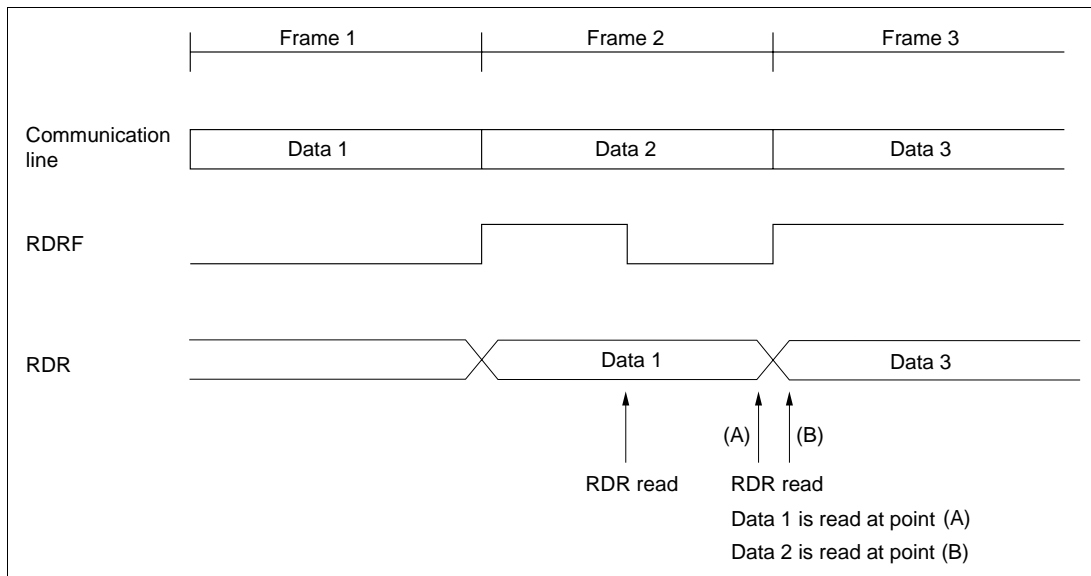 Frame 1 Frame 2 Frame 3
Communication
line
Data 1 Data 2 Data 3
RDRF
RDR
Data 1 Data 3
(A) (B)
RDR read RDR read
Data 1 is read at point (A)
Data 2 is read at point (B)